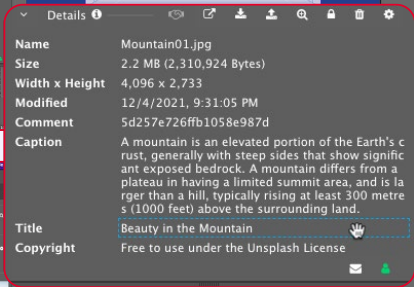 Details
Name Mountain01.jpg
Size 2.2 MB (2,310,924 Bytes)
Width x Height 4,096 x 2,733
Modified 12/4/2021, 9:31:05 PM
Comment 5d257e726ffb1058e987d
Caption A mountain is an elevated portion of the Earth's c
rust, generally with steep sides that show signific
ant exposed bedrock. A mountain differs from a
plateau in having a limited summit area, and is la
rger than a hill, typically rising at least 300 metre
s (1000 feet) above the surrounding land.
Title Beauty in the Mountain
Copyright Free to use under the Unsplash License